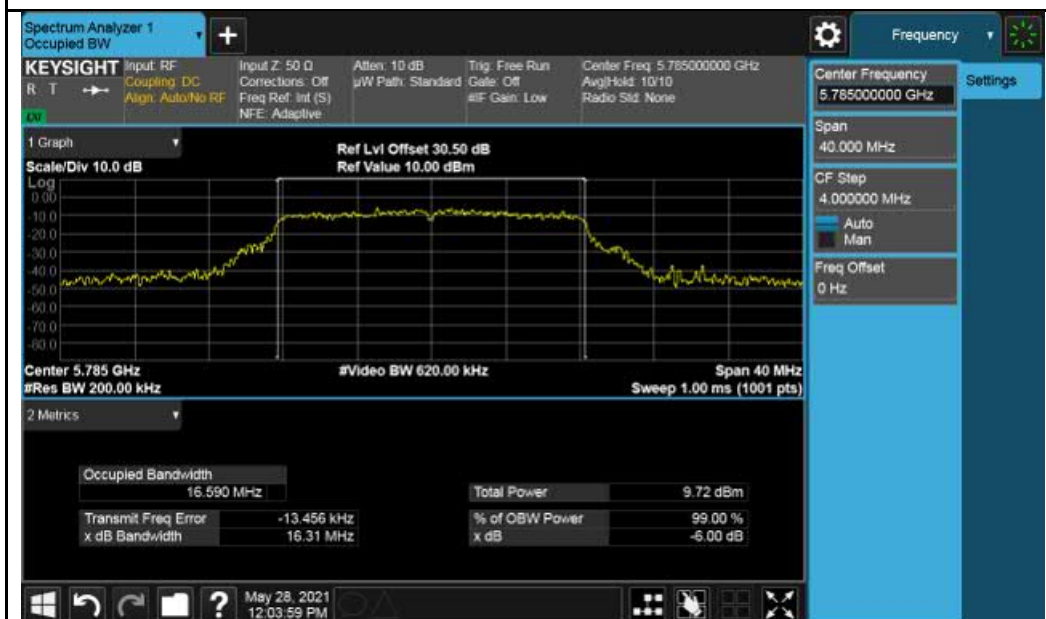 Spectrum Analyzer 1
Occupied BW
+
Frequency
KEYSIGHT
R T
Input: RF
Coupling: DC
Align: Auto/No RF
Input Z: 50 Ω
Corrections: Off
Freq Ref: Int (S)
NFE: Adaptive
Atten: 10 dB
µW Path: Standard
Trig: Free Run
Gate: Off
#IF Gain: Low
Center Freq: 5.785000000 GHz
Avg|Hold: 10/10
Radio Std: None
Center Frequency
5.785000000 GHz
Settings
Span
40.000 MHz
CF Step
4.000000 MHz
Auto
Man
Freq Offset
0 Hz
1 Graph
Scale/Div 10.0 dB
Ref Lvl Offset 30.50 dB
Ref Value 10.00 dBm
Log
0.00
-10.0
-20.0
-30.0
-40.0
-50.0
-60.0
-70.0
-80.0
Center 5.785 GHz
#Video BW 620.00 kHz
Span 40 MHz
#Res BW 200.00 kHz
Sweep 1.00 ms (1001 pts)
2 Metrics
Occupied Bandwidth
16.590 MHz
Total Power 9.72 dBm
Transmit Freq Error -13.456 kHz
% of OBW Power 99.00 %
x dB Bandwidth 16.31 MHz
x dB -6.00 dB
?
May 28, 2021
12:03:59 PM